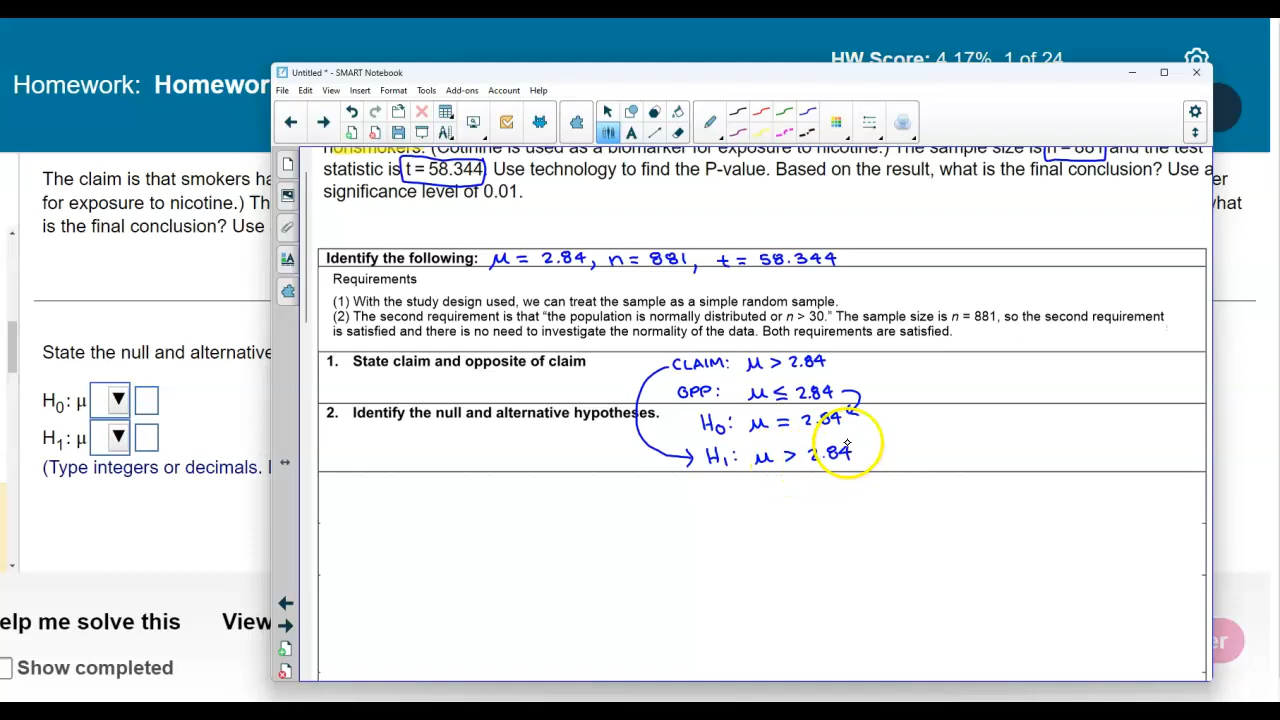 HW Score: 4.17%, 1 of 24
Homework: Homewor
Untitled * - SMART Notebook
File Edit View Insert Format Tools Add-ons Account Help
The claim is that smokers ha
for exposure to nicotine.) Th
is the final conclusion? Use
er
what
nonsmokers. (Cotinine is used as a biomarker for exposure to nicotine.) The sample size is n = 881 and the test
statistic is t = 58.344. Use technology to find the P-value. Based on the result, what is the final conclusion? Use a
significance level of 0.01.
Identify the following: μ = 2.84, n = 881, t = 58.344
Requirements
(1) With the study design used, we can treat the sample as a simple random sample.
(2) The second requirement is that “the population is normally distributed or n > 30.” The sample size is n = 881, so the second requirement
is satisfied and there is no need to investigate the normality of the data. Both requirements are satisfied.
1. State claim and opposite of claim
CLAIM: μ > 2.84
OPP: μ ≤ 2.84
2. Identify the null and alternative hypotheses.
H₀: μ = 2.84
H₁: μ > 2.84
State the null and alternativ
H₀: μ
H₁: μ
(Type integers or decimals. I
elp me solve this
View
er
Show completed